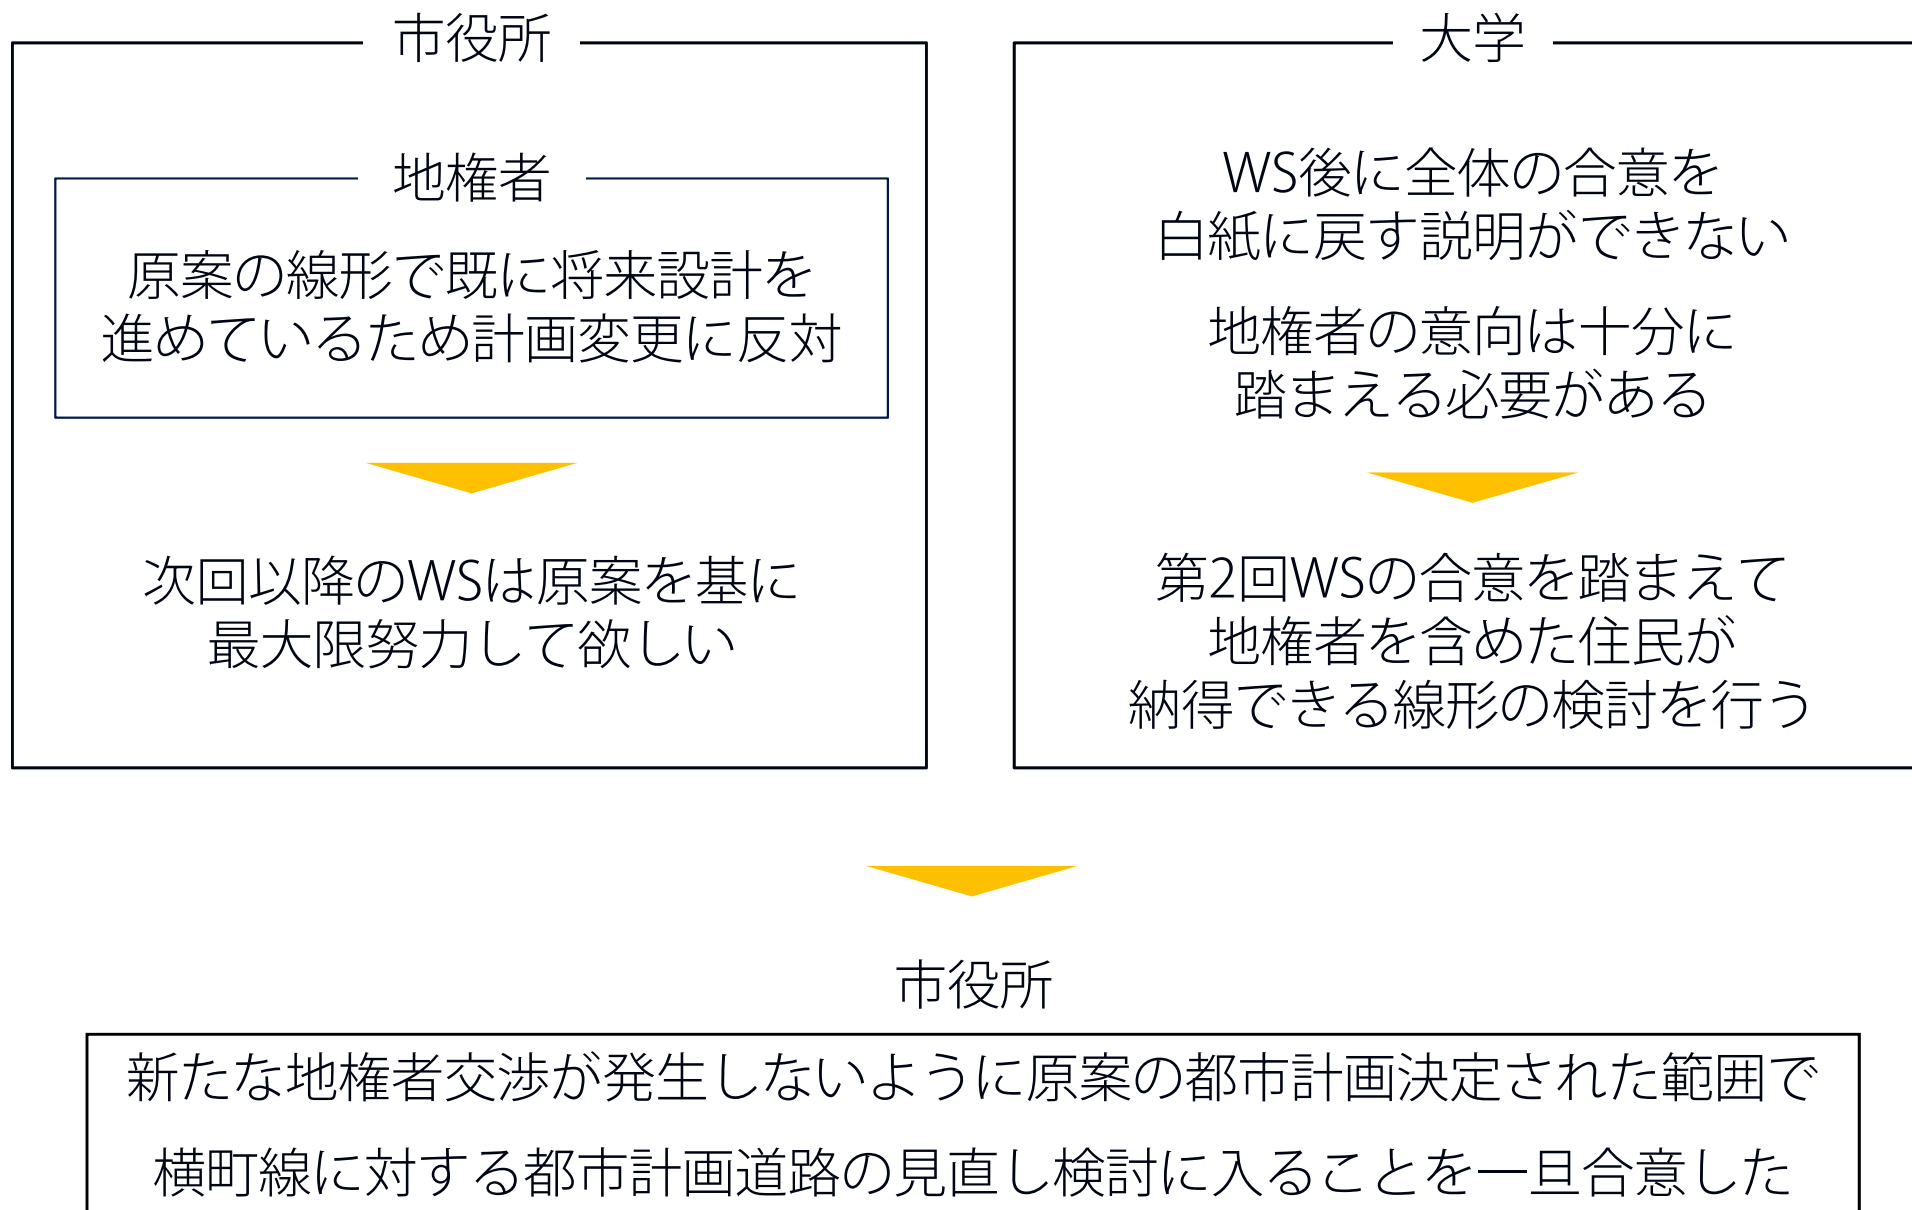 市役所
地権者
原案の線形で既に将来設計を
進めているため計画変更に反対
次回以降のWSは原案を基に
最大限努力して欲しい
大学
WS後に全体の合意を
白紙に戻す説明ができない
地権者の意向は十分に
踏まえる必要がある
第2回WSの合意を踏まえて
地権者を含めた住民が
納得できる線形の検討を行う
市役所
新たな地権者交渉が発生しないように原案の都市計画決定された範囲で
横町線に対する都市計画道路の見直し検討に入ることを一旦合意した